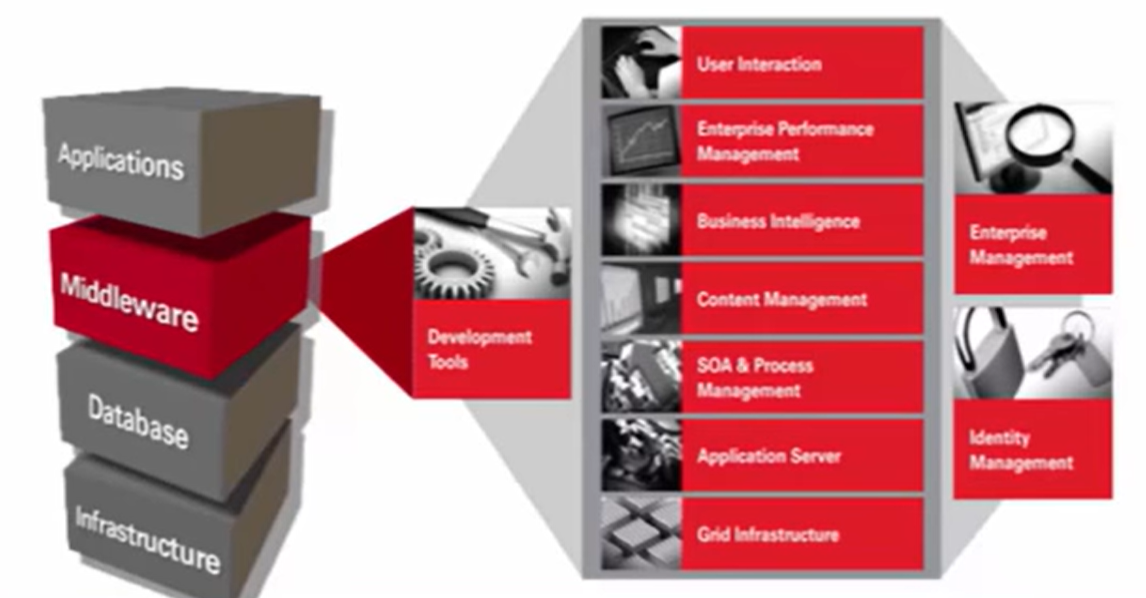 Applications
Middleware
Database
Infrastructure
Development
Tools
User Interaction
Enterprise Performance
Management
Business Intelligence
Content Management
SOA & Process
Management
Application Server
Grid Infrastructure
Enterprise
Management
Identity
Management